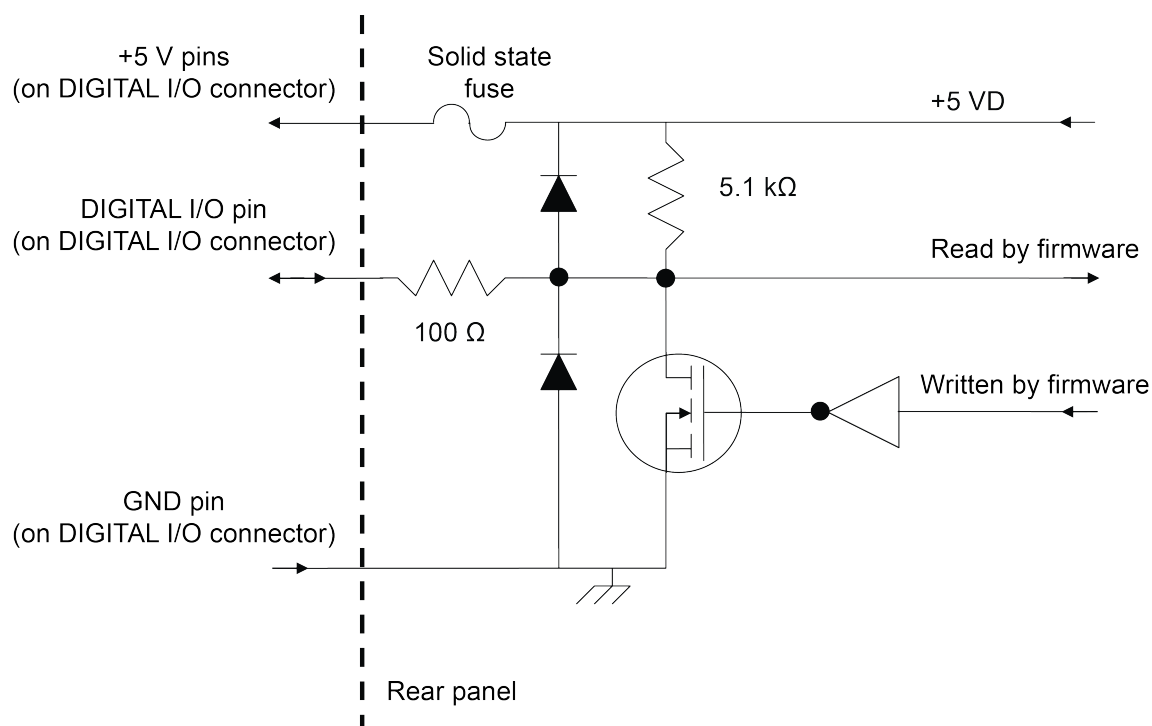 +5 V pins
(on DIGITAL I/O connector)
Solid state
fuse
+5 VD
5.1 kΩ
DIGITAL I/O pin
(on DIGITAL I/O connector)
Read by firmware
100 Ω
Written by firmware
GND pin
(on DIGITAL I/O connector)
Rear panel